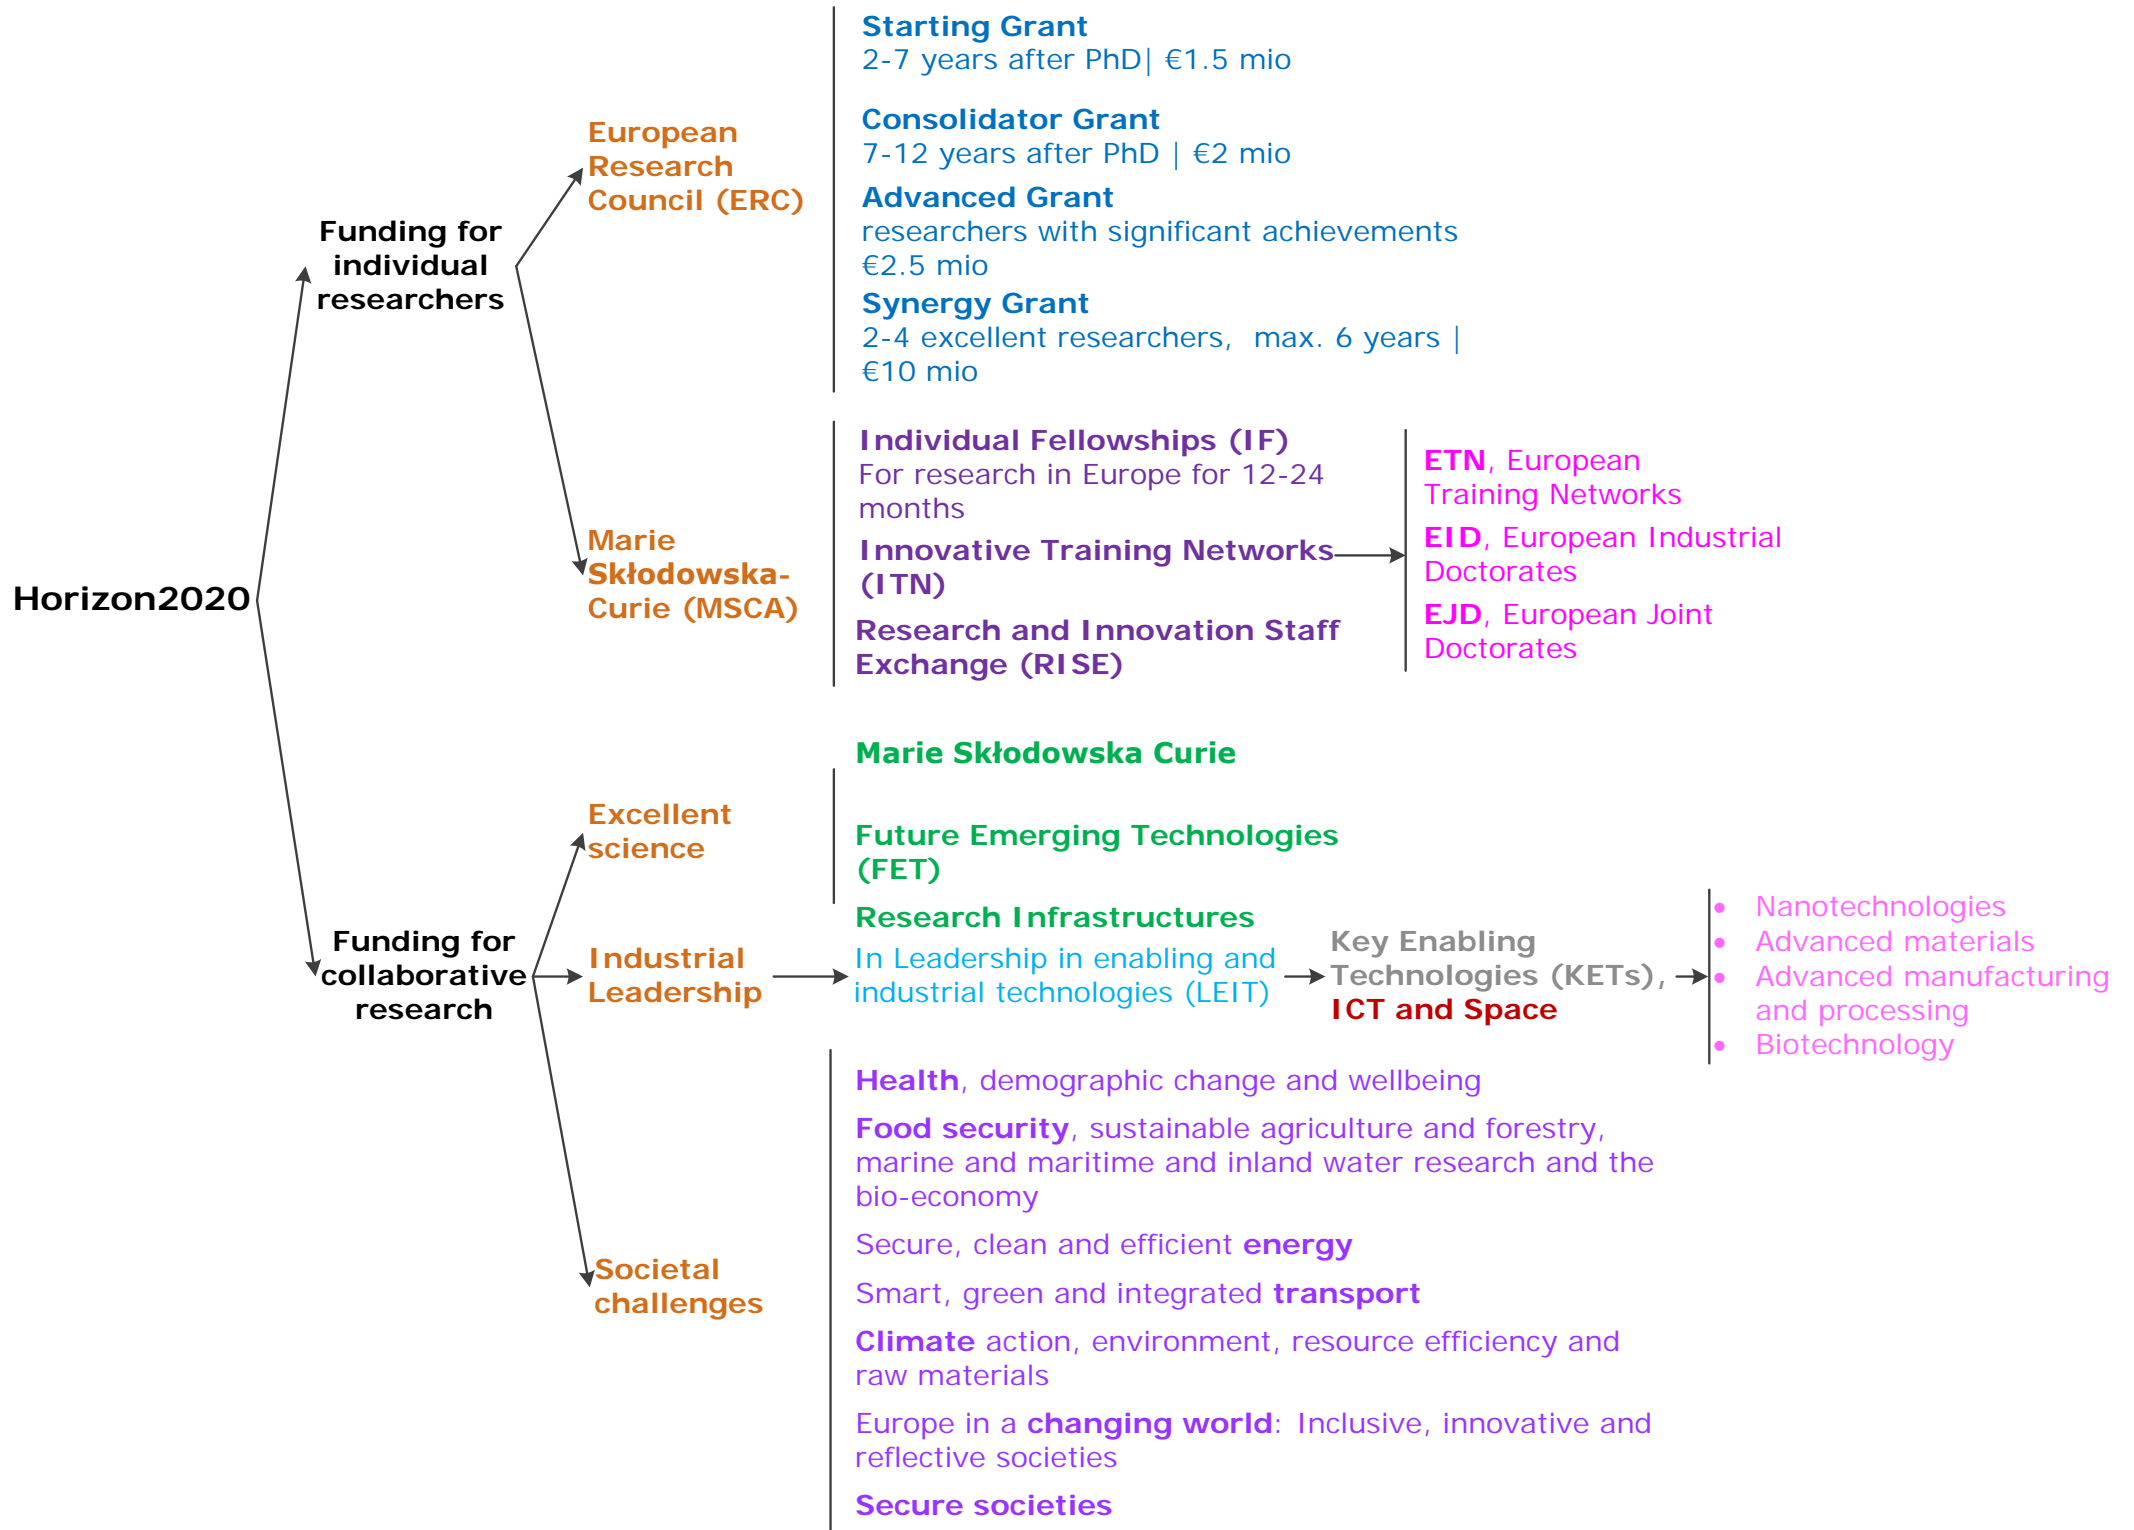 Horizon2020
Funding for
individual
researchers
European
Research
Council (ERC)
Starting Grant
2-7 years after PhD| €1.5 mio
Consolidator Grant
7-12 years after PhD | €2 mio
Advanced Grant
researchers with significant achievements
€2.5 mio
Synergy Grant
2-4 excellent researchers,  max. 6 years |
€10 mio
Marie
Skłodowska-
Curie (MSCA)
Individual Fellowships (IF)
For research in Europe for 12-24
months
Innovative Training Networks
(ITN)
Research and Innovation Staff
Exchange (RISE)
ETN, European
Training Networks
EID, European Industrial
Doctorates
EJD, European Joint
Doctorates
Funding for
collaborative
research
Excellent
science
Marie Skłodowska Curie
Future Emerging Technologies
(FET)
Research Infrastructures
Industrial
Leadership
In Leadership in enabling and
industrial technologies (LEIT)
Key Enabling
Technologies (KETs),
ICT and Space
• Nanotechnologies
• Advanced materials
• Advanced manufacturing
and processing
• Biotechnology
Societal
challenges
Health, demographic change and wellbeing
Food security, sustainable agriculture and forestry,
marine and maritime and inland water research and the
bio-economy
Secure, clean and efficient energy
Smart, green and integrated transport
Climate action, environment, resource efficiency and
raw materials
Europe in a changing world: Inclusive, innovative and
reflective societies
Secure societies